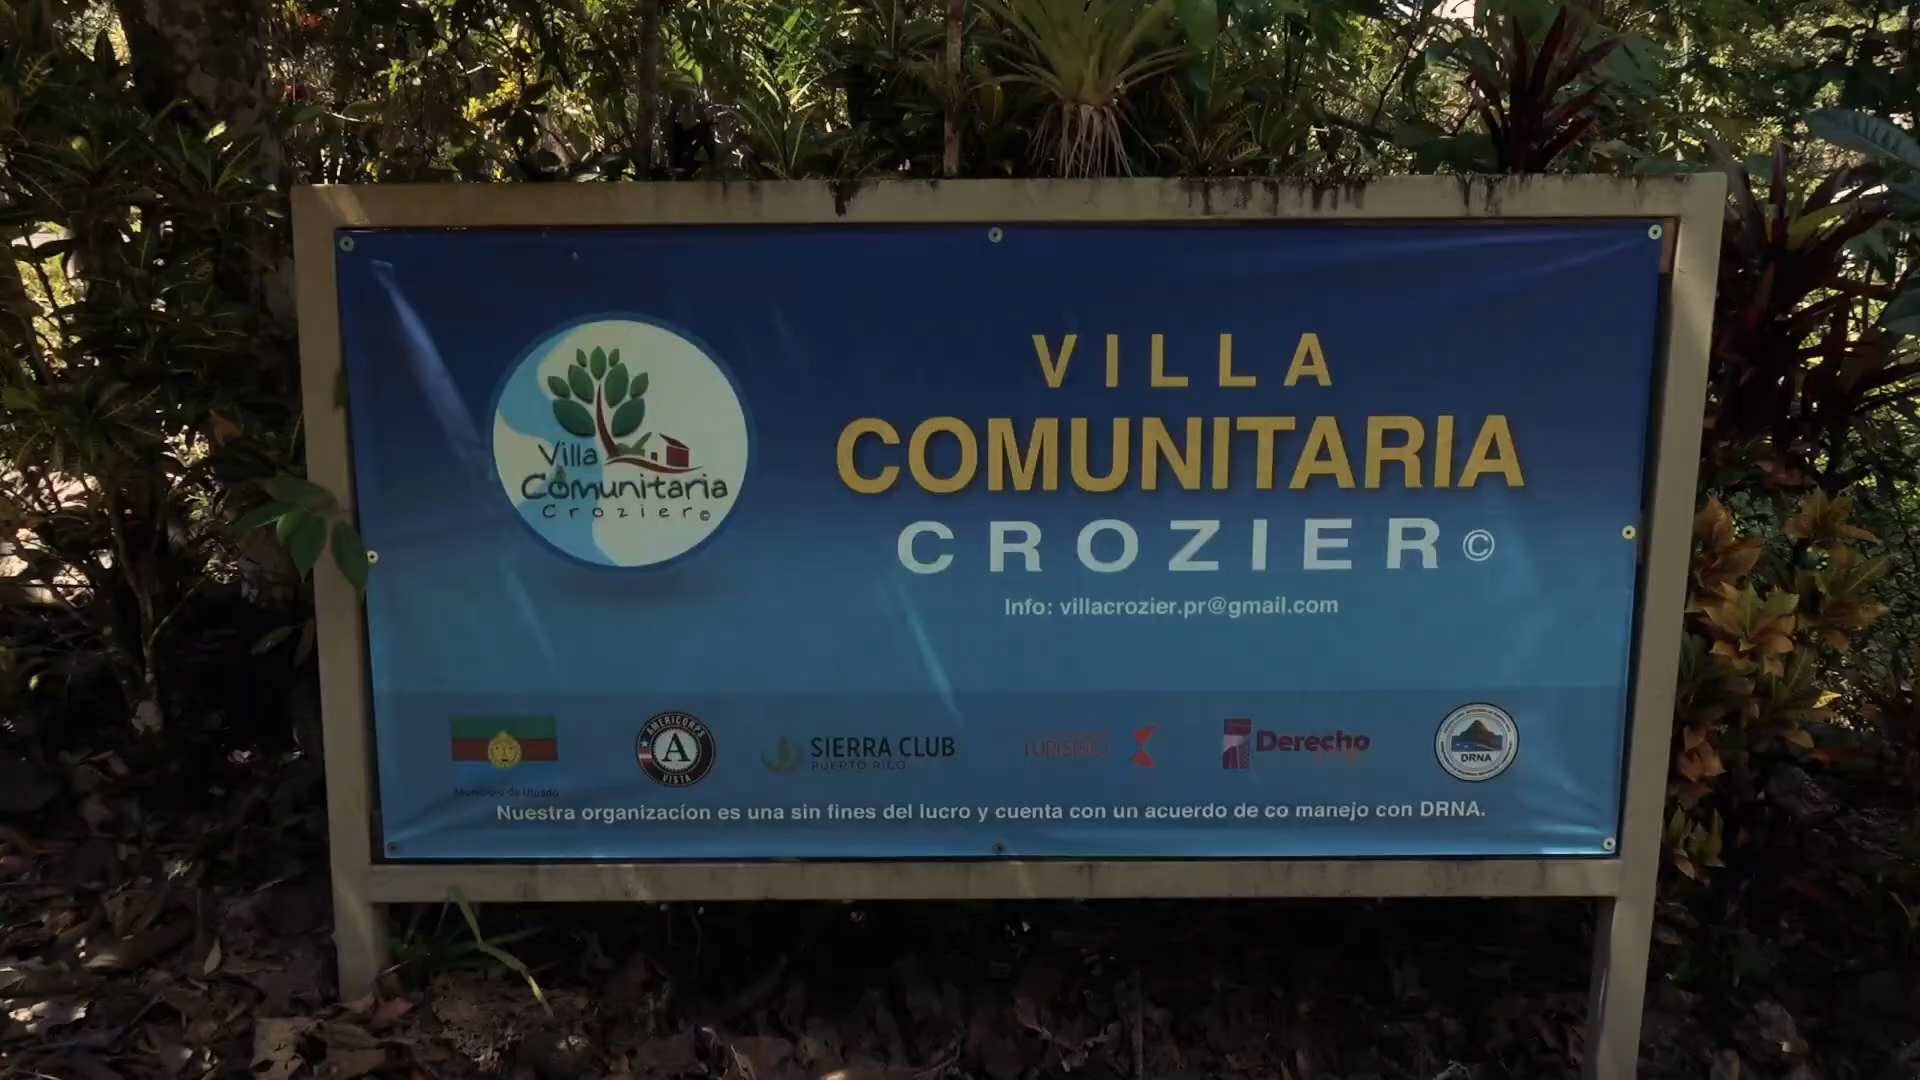 VILLA
COMUNITARIA
CROZIER©
Info: villacrozier.pr@gmail.com
Villa
Comunitaria
Crozier©
Municipio de Utuado
AMERICORPS
A
VISTA
SIERRA CLUB
PUERTO RICO
TURISMO
Derecho
DRNA
Nuestra organizacíon es una sin fines del lucro y cuenta con un acuerdo de co manejo con DRNA.